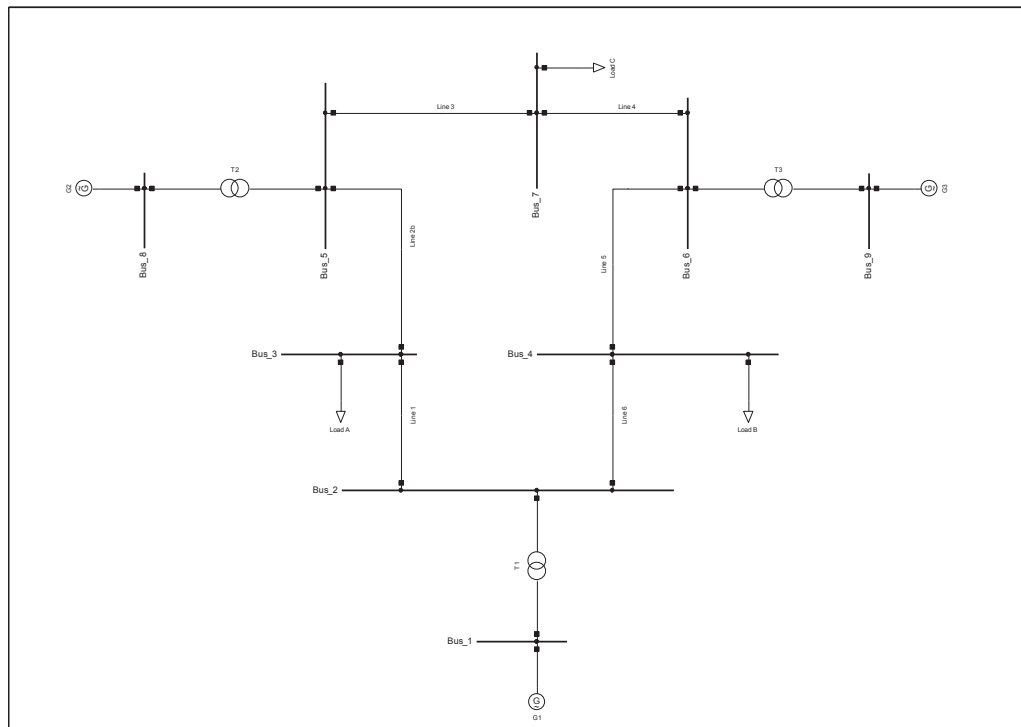 Load C
Line 3
Line 4
T2
T3
G2
G
G
G3
Bus_8
Bus_5
Line 2b
Bus_7
Line 5
Bus_6
Bus_9
Bus_3
Bus_4
Load A
Line 1
Line 6
Load B
Bus_2
T1
Bus_1
G
G1